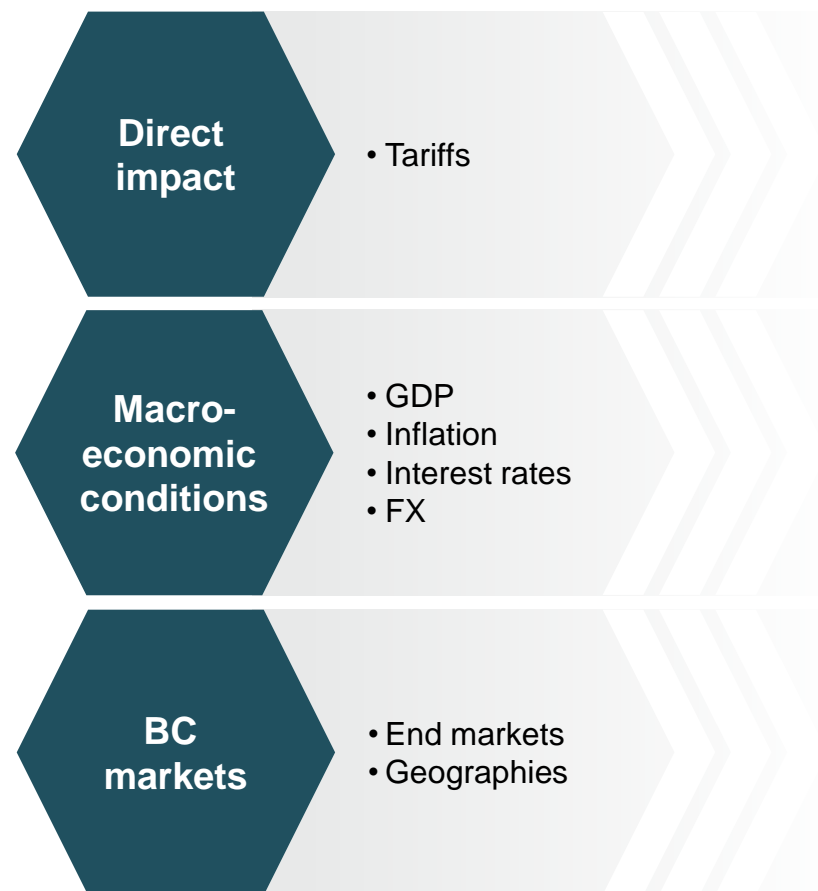 Direct
impact
• Tariffs
Macro-
economic
conditions
• GDP
• Inflation
• Interest rates
• FX
BC
markets
• End markets
• Geographies